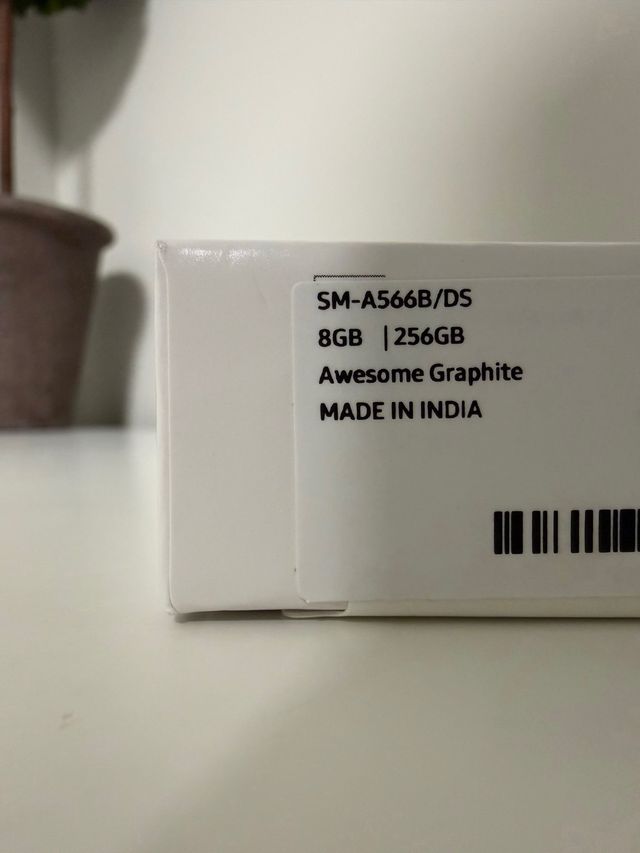 SM-A566B/DS
8GB | 256GB
Awesome Graphite
MADE IN INDIA